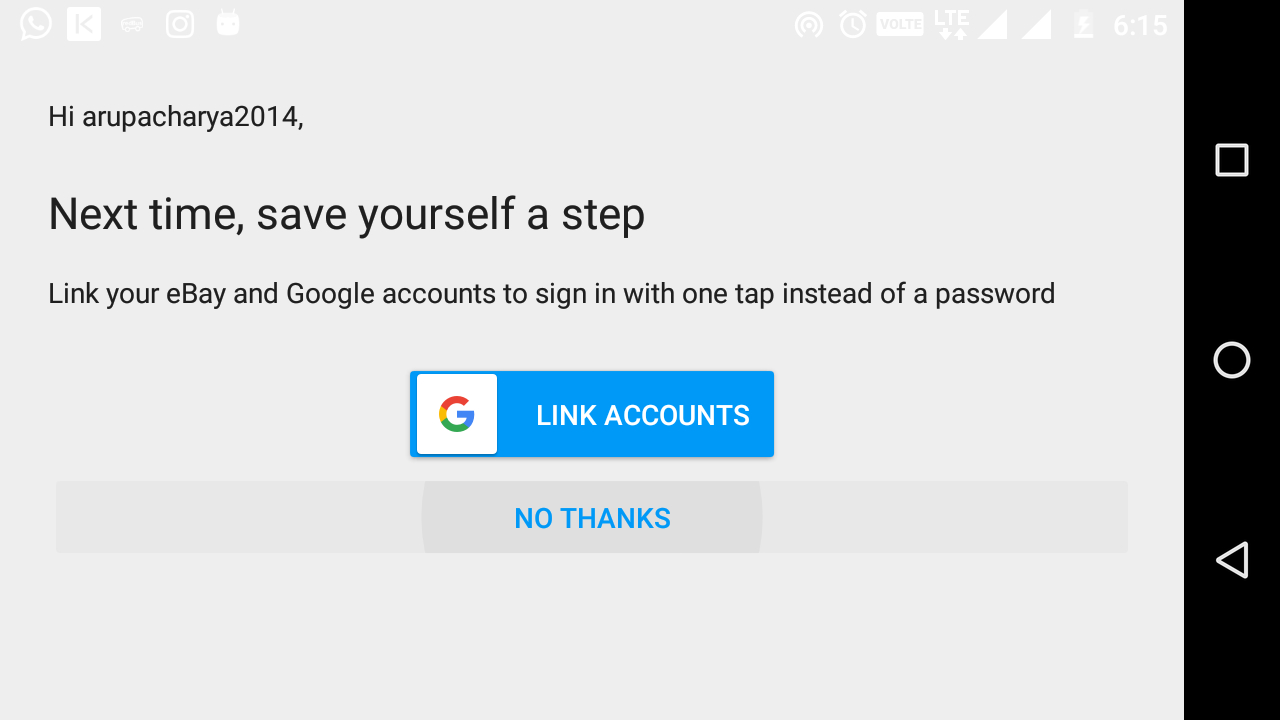 VOLTE LTE 6:15
Hi arupacharya2014,
Next time, save yourself a step
Link your eBay and Google accounts to sign in with one tap instead of a password
G LINK ACCOUNTS
NO THANKS